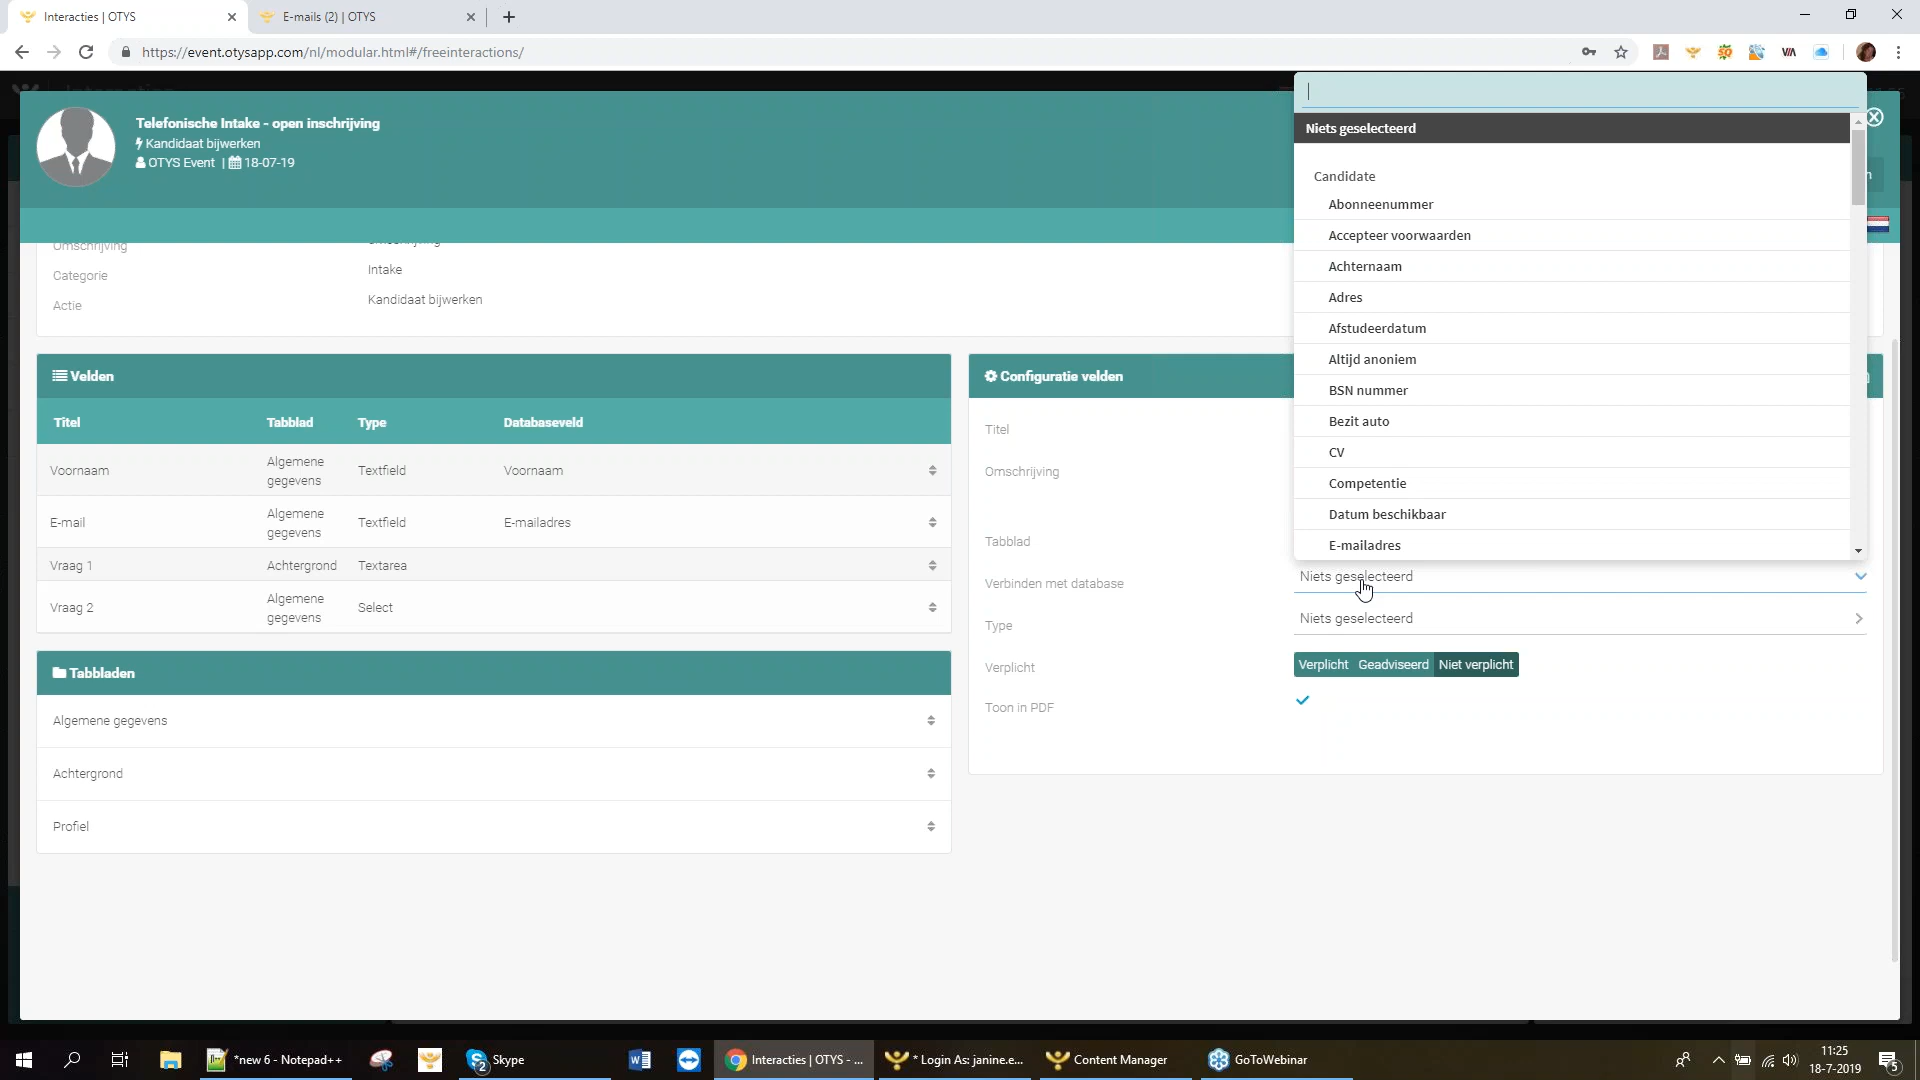 Interacties | OTYS
E-mails (2) | OTYS
https://event.otysapp.com/nl/modular.html#/freeinteractions/
Telefonische Intake - open inschrijving
Kandidaat bijwerken
OTYS Event | 18-07-19
Omschrijving
Categorie Intake
Actie Kandidaat bijwerken
Velden
Titel Tabblad Type Databaseveld
Voornaam Algemene gegevens Textfield Voornaam
E-mail Algemene gegevens Textfield E-mailadres
Vraag 1 Achtergrond Textarea
Vraag 2 Algemene gegevens Select
Tabbladen
Algemene gegevens
Achtergrond
Profiel
Configuratie velden
Titel
Omschrijving
Tabblad
Verbinden met database Niets geselecteerd
Type Niets geselecteerd
Verplicht Verplicht Geadviseerd Niet verplicht
Toon in PDF
Niets geselecteerd
Candidate
Abonneenummer
Accepteer voorwaarden
Achternaam
Adres
Afstudeerdatum
Altijd anoniem
BSN nummer
Bezit auto
CV
Competentie
Datum beschikbaar
E-mailadres
*new 6 - Notepad++
2
Skype
Interacties | OTYS - ...
* Login As: janine.e...
Content Manager
GoToWebinar
11:25
18-7-2019
5